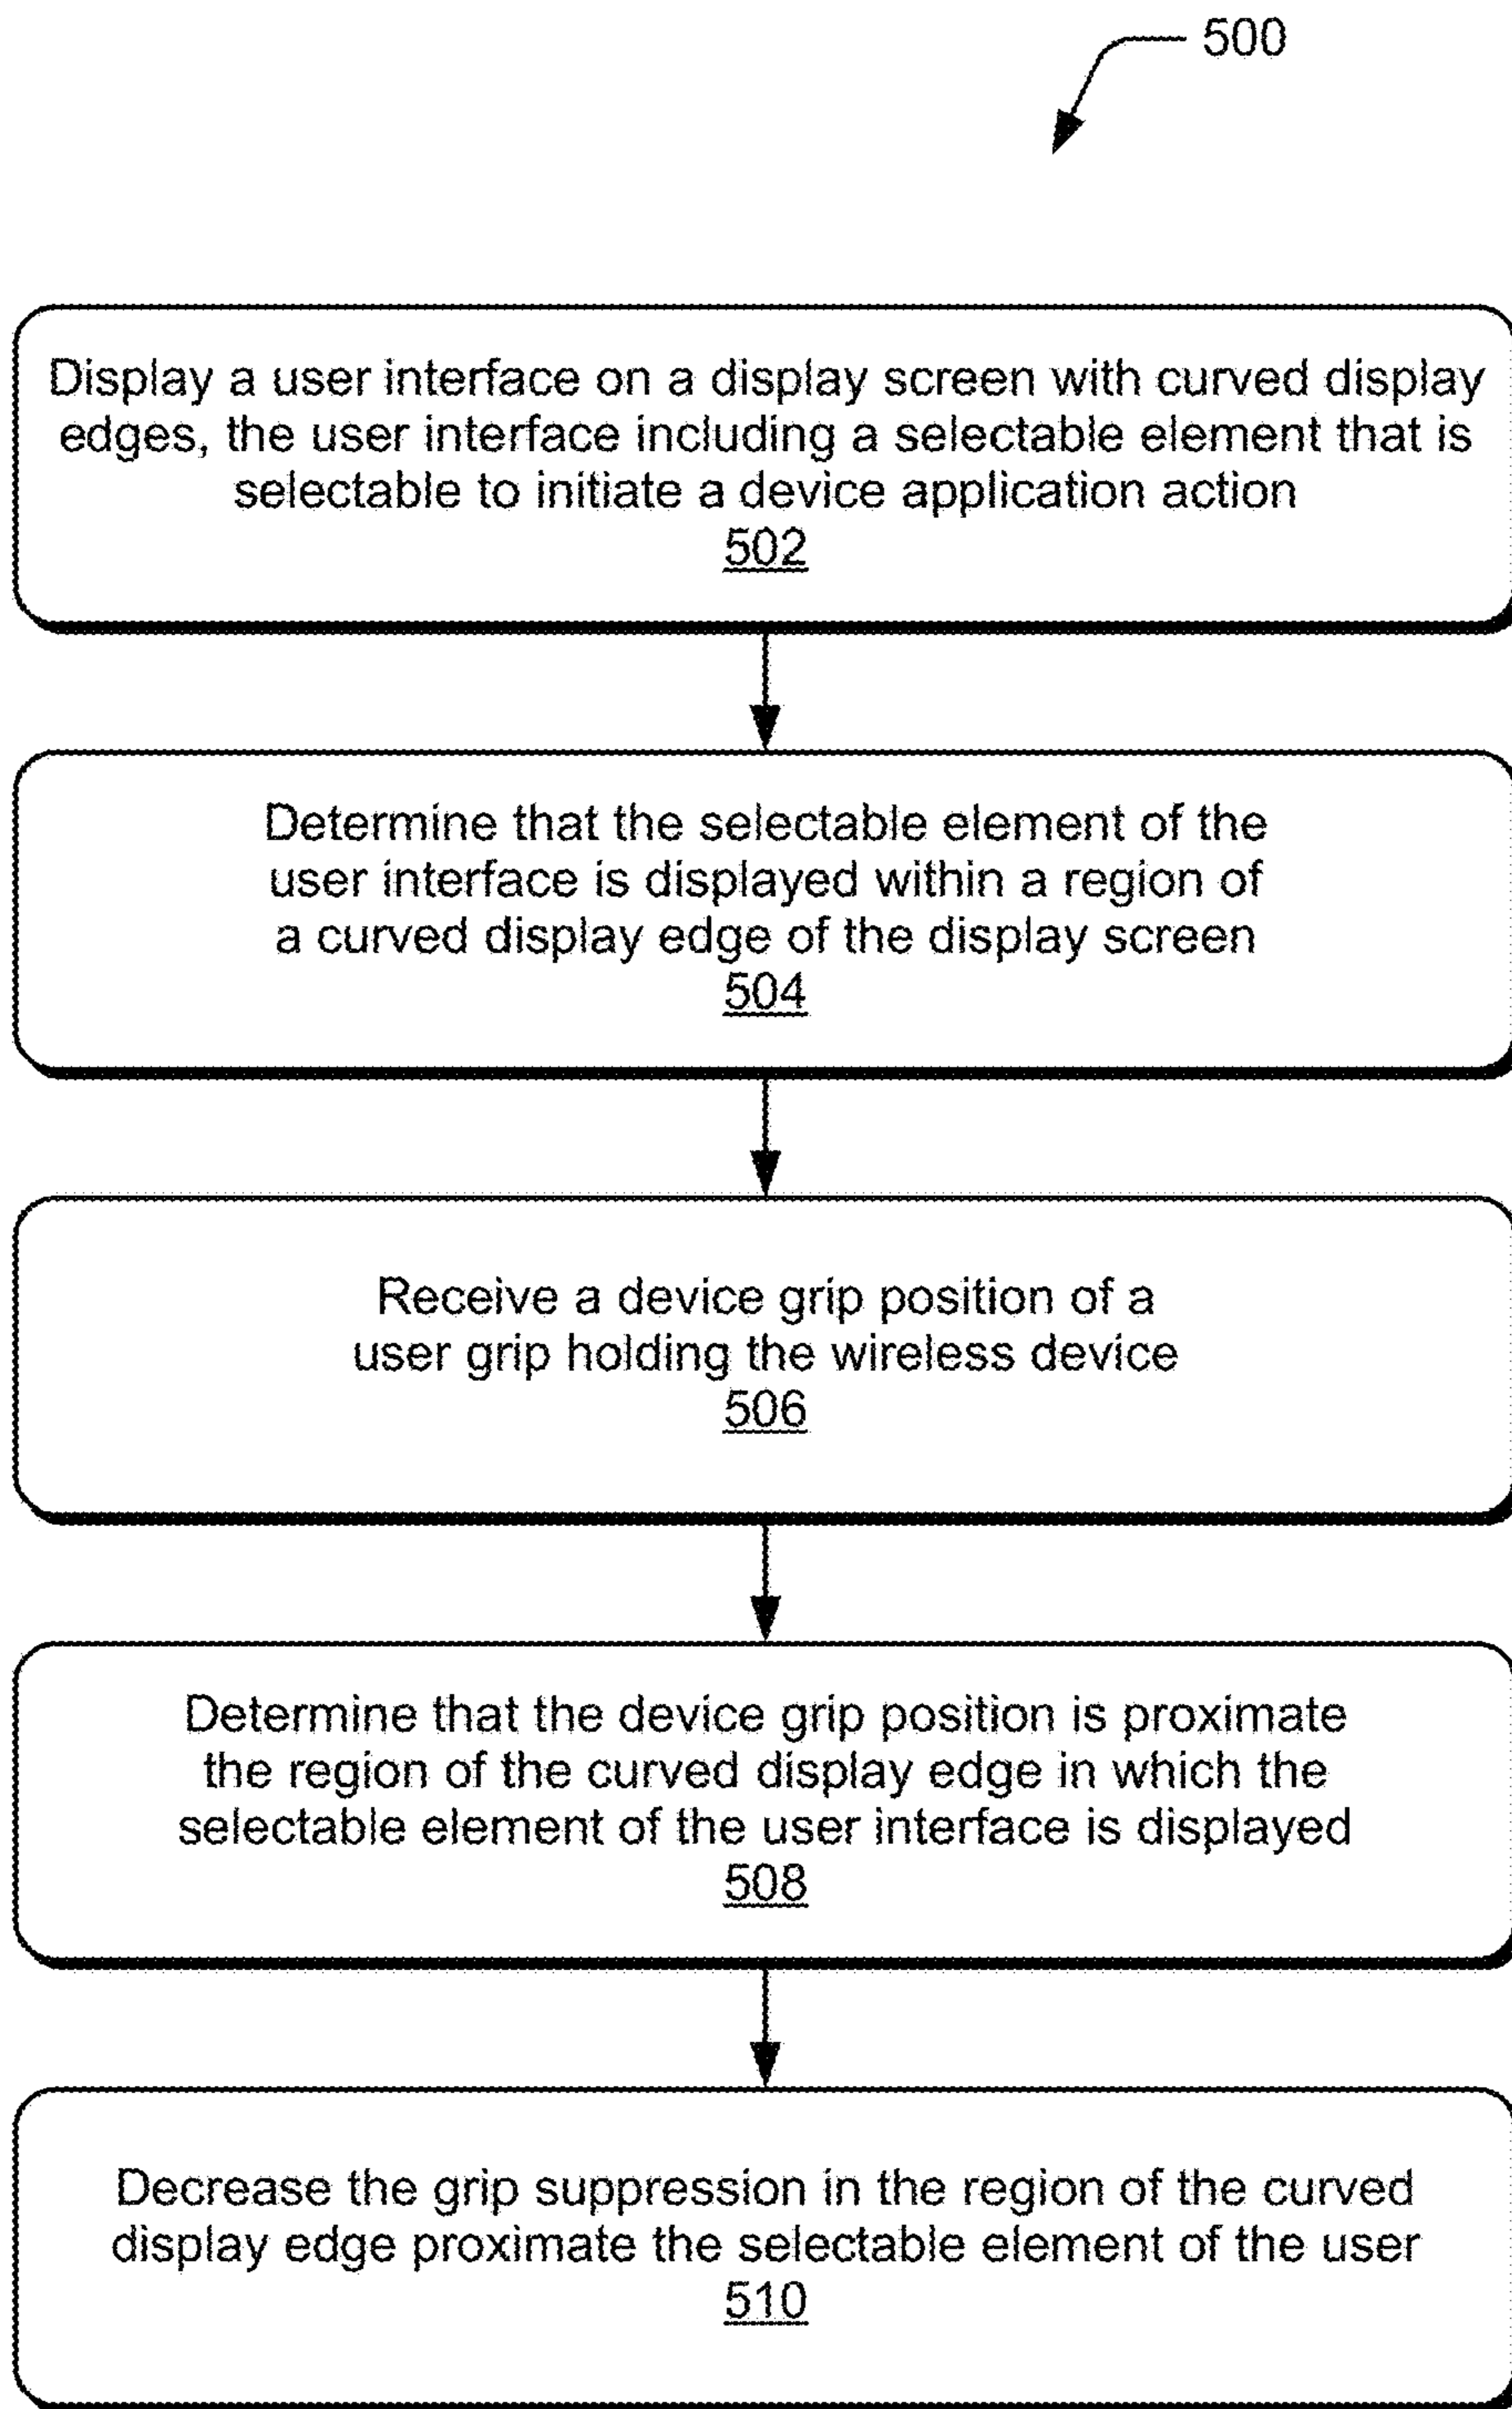 500
Display a user interface on a display screen with curved display
edges, the user interface including a selectable element that is
selectable to initiate a device application action
502
Determine that the selectable element of the
user interface is displayed within a region of
a curved display edge of the display screen
504
Receive a device grip position of a
user grip holding the wireless device
506
Determine that the device grip position is proximate
the region of the curved display edge in which the
selectable element of the user interface is displayed
508
Decrease the grip suppression in the region of the curved
display edge proximate the selectable element of the user
510